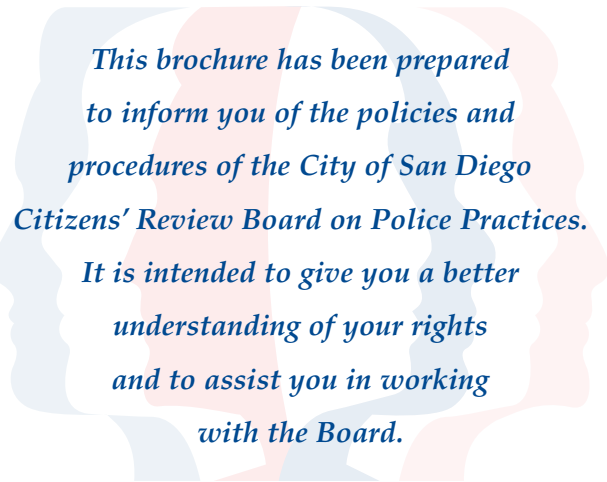 This brochure has been prepared
to inform you of the policies and
procedures of the City of San Diego
Citizens’ Review Board on Police Practices.
It is intended to give you a better
understanding of your rights
and to assist you in working
with the Board.